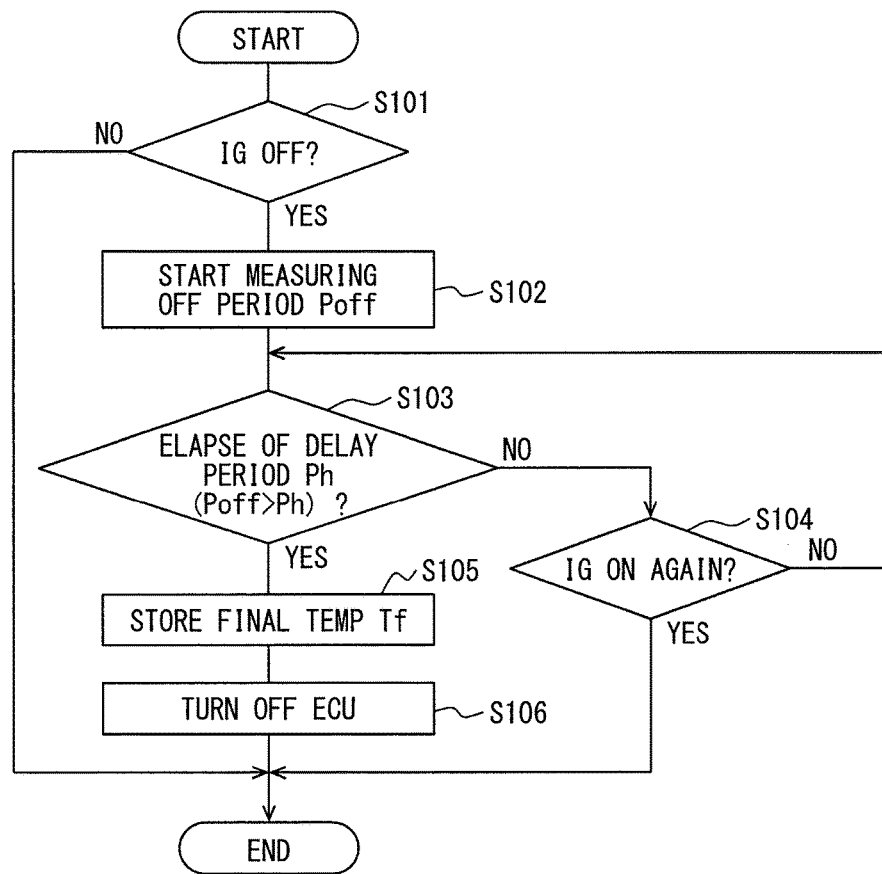 START
S101
NO
IG OFF?
YES
START MEASURING
OFF PERIOD Poff
S102
S103
ELAPSE OF DELAY
PERIOD Ph
(Poff>Ph) ?
NO
YES
S104
IG ON AGAIN?
NO
YES
S105
STORE FINAL TEMP Tf
TURN OFF ECU
S106
END